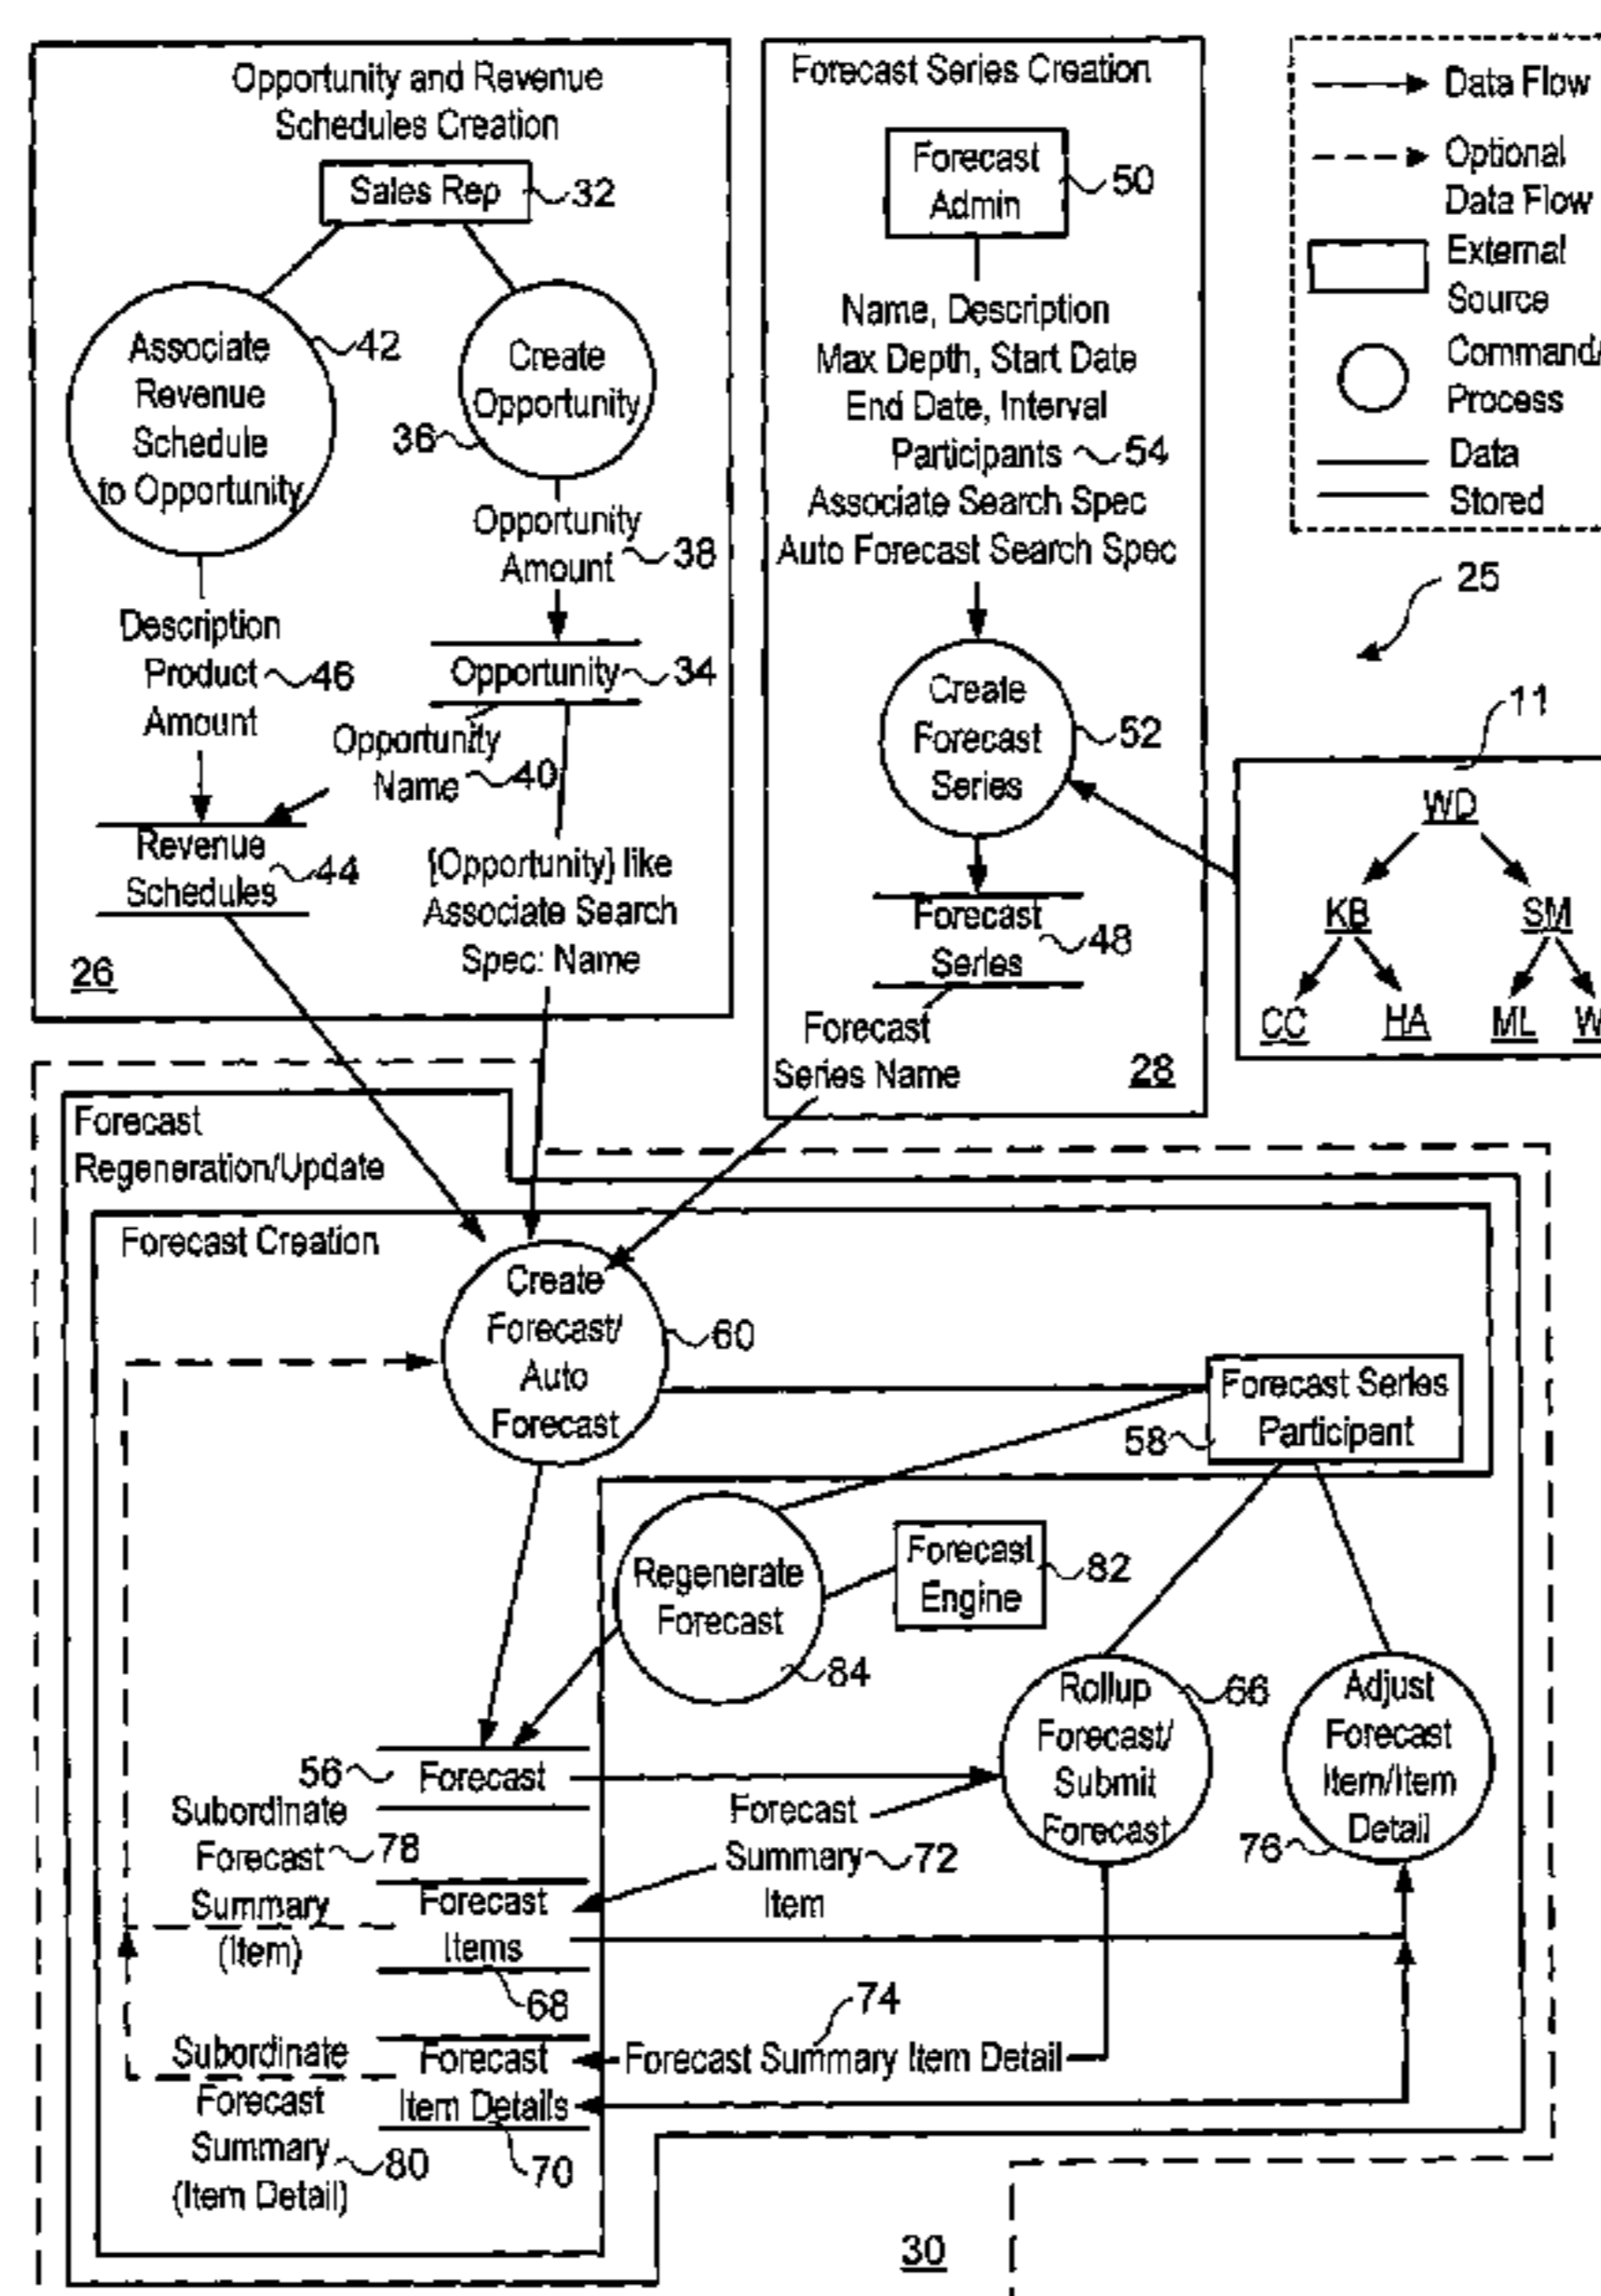 Opportunity and Revenue
Schedules Creation
Sales Rep
32
Associate
Revenue
Schedule
to Opportunity
42
Create
Opportunity
36
Opportunity
Amount
38
Description
Product
46
Amount
Opportunity
34
Opportunity
Name
40
Revenue
Schedules
44
[Opportunity] like
Associate Search
Spec: Name
26
Forecast Series Creation
Forecast
Admin
50
Name, Description
Max Depth, Start Date
End Date, Interval
Participants
54
Associate Search Spec
Auto Forecast Search Spec
Create
Forecast
Series
52
Forecast
Series
48
Forecast
Series Name
28
Data Flow
Optional
Data Flow
External
Source
Command/
Process
Data
Stored
25
11
WD
KB
SM
CC
HA
ML
W
Forecast
Regeneration/Update
Forecast Creation
Create
Forecast/
Auto
Forecast
60
Forecast Series
Participant
58
Regenerate
Forecast
84
Forecast
Engine
82
Rollup
Forecast/
Submit
Forecast
66
Adjust
Forecast
Item/Item
Detail
76
56
Forecast
Subordinate
Forecast
78
Summary
(Item)
Forecast
Summary
72
Item
Forecast
Items
68
74
Subordinate
Forecast
Summary
80
(Item Detail)
Forecast
Item Details
70
Forecast Summary Item Detail
30